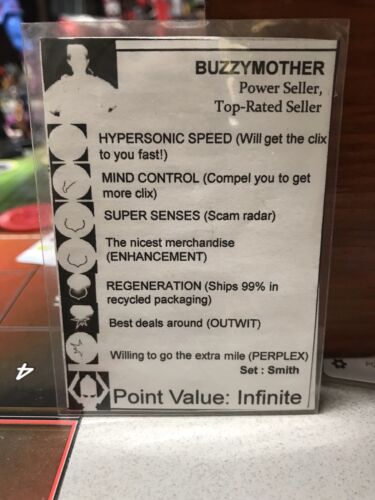 BUZZYMOTHER
Power Seller,
Top-Rated Seller
HYPERSONIC SPEED (Will get the clix
to you fast!)
MIND CONTROL (Compel you to get
more clix)
SUPER SENSES (Scam radar)
The nicest merchandise
(ENHANCEMENT)
REGENERATION (Ships 99% in
recycled packaging)
Best deals around (OUTWIT)
Willing to go the extra mile (PERPLEX)
Set : Smith
Point Value: Infinite
4